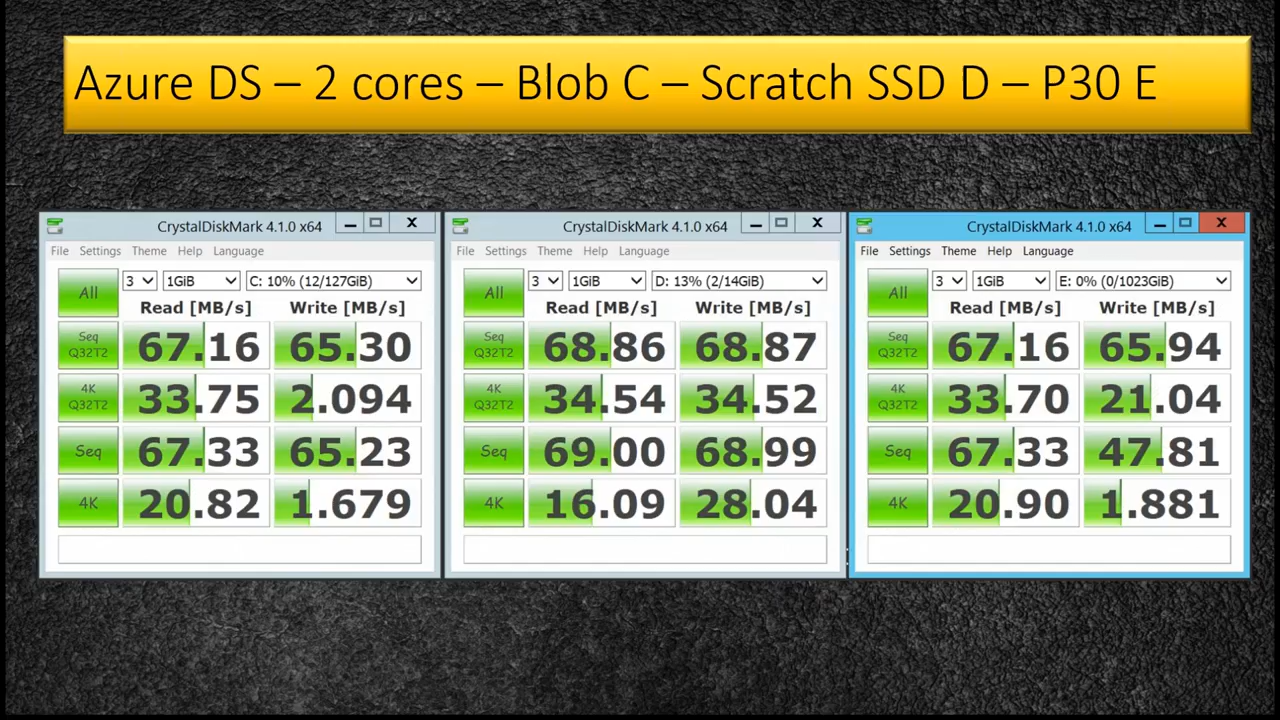 Azure DS – 2 cores – Blob C – Scratch SSD D – P30 E
CrystalDiskMark 4.1.0 x64
File Settings Theme Help Language
All 3 1GiB C: 10% (12/127GiB)
Read [MB/s] Write [MB/s]
Seq Q32T2 67.16 65.30
4K Q32T2 33.75 2.094
Seq 67.33 65.23
4K 20.82 1.679
CrystalDiskMark 4.1.0 x64
File Settings Theme Help Language
All 3 1GiB D: 13% (2/14GiB)
Read [MB/s] Write [MB/s]
Seq Q32T2 68.86 68.87
4K Q32T2 34.54 34.52
Seq 69.00 68.99
4K 16.09 28.04
CrystalDiskMark 4.1.0 x64
File Settings Theme Help Language
All 3 1GiB E: 0% (0/1023GiB)
Read [MB/s] Write [MB/s]
Seq Q32T2 67.16 65.94
4K Q32T2 33.70 21.04
Seq 67.33 47.81
4K 20.90 1.881